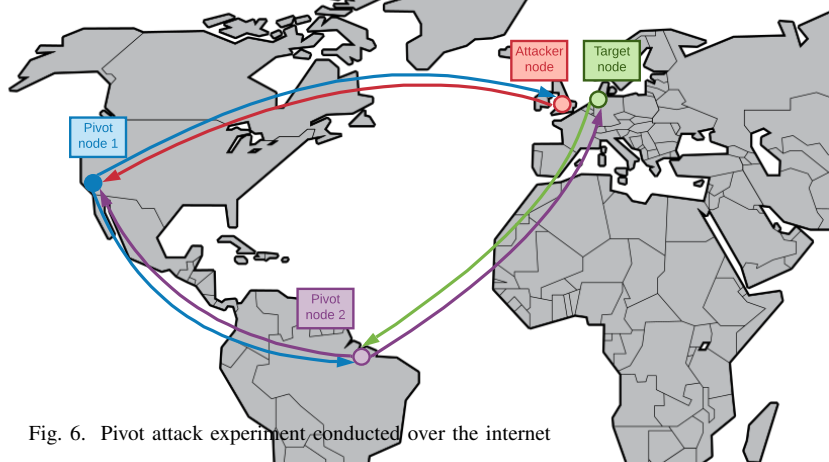 Attacker
node
Target
node
Pivot
node 1
Pivot
node 2
Fig. 6. Pivot attack experiment conducted over the internet